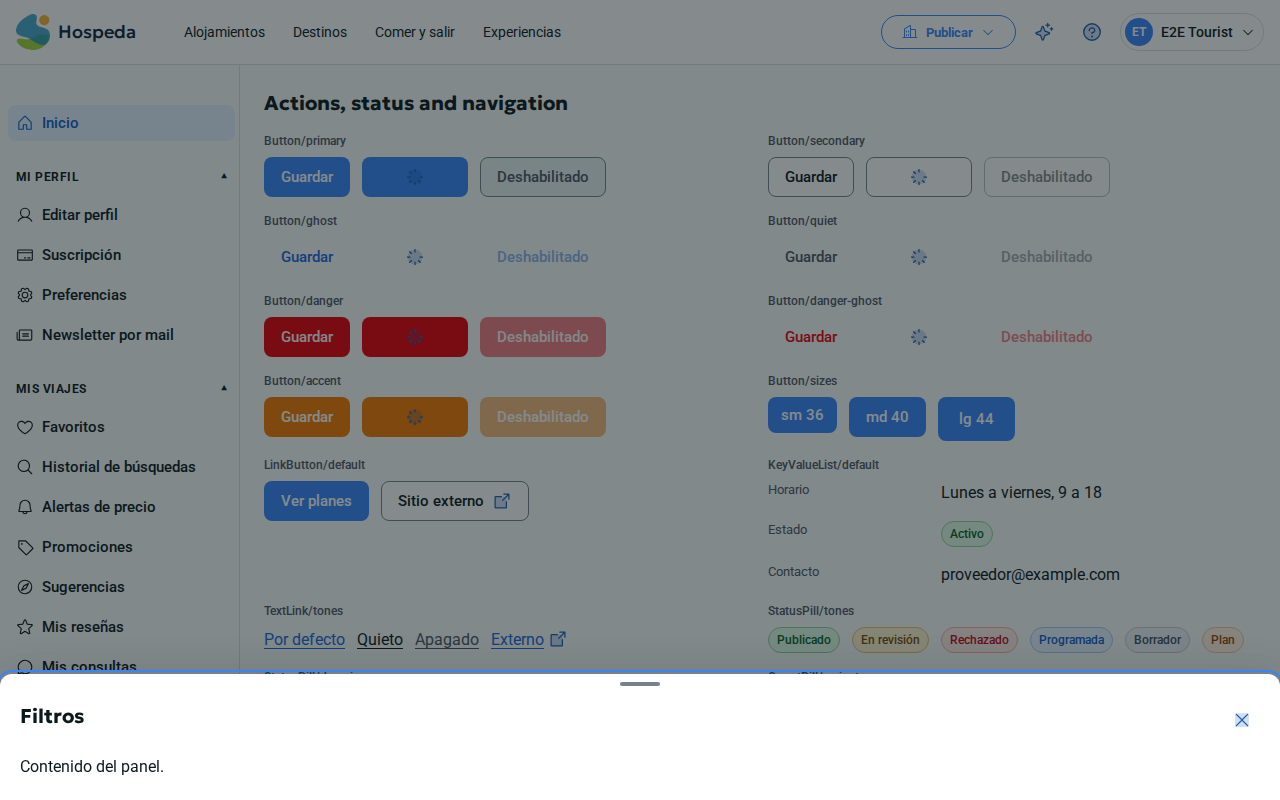 Hospeda
Alojamientos
Destinos
Comer y salir
Experiencias
Publicar
ET
E2E Tourist
Inicio
MI PERFIL
Editar perfil
Suscripción
Preferencias
Newsletter por mail
MIS VIAJES
Favoritos
Historial de búsquedas
Alertas de precio
Promociones
Sugerencias
Mis reseñas
Mis consultas
Actions, status and navigation
Button/primary
Guardar
Deshabilitado
Button/secondary
Guardar
Deshabilitado
Button/ghost
Guardar
Deshabilitado
Button/quiet
Guardar
Deshabilitado
Button/danger
Guardar
Deshabilitado
Button/danger-ghost
Guardar
Deshabilitado
Button/accent
Guardar
Deshabilitado
Button/sizes
sm 36
md 40
lg 44
LinkButton/default
Ver planes
Sitio externo
KeyValueList/default
Horario
Lunes a viernes, 9 a 18
Estado
Activo
Contacto
proveedor@example.com
TextLink/tones
Por defecto
Quieto
Apagado
Externo
StatusPill/tones
Publicado
En revisión
Rechazado
Programada
Borrador
Plan
Filtros
Contenido del panel.